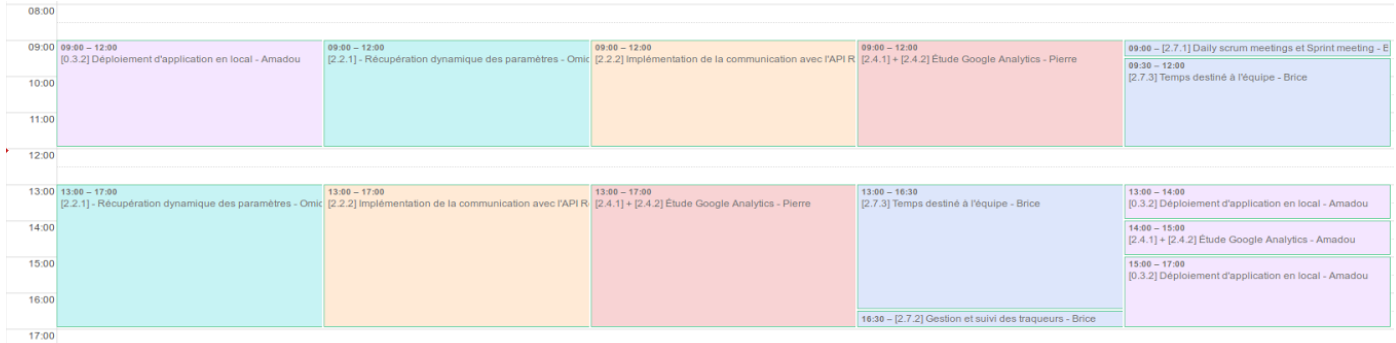 08:00
09:00
10:00
11:00
12:00
13:00
14:00
15:00
16:00
17:00
09:00 – 12:00
[0.3.2] Déploiement d'application en local - Amadou
09:00 – 12:00
[2.2.1] - Récupération dynamique des paramètres - Omic
09:00 – 12:00
[2.2.2] Implémentation de la communication avec l'API R
09:00 – 12:00
[2.4.1] + [2.4.2] Étude Google Analytics - Pierre
09:00 – [2.7.1] Daily scrum meetings et Sprint meeting - B
09:30 – 12:00
[2.7.3] Temps destiné à l'équipe - Brice
13:00 – 17:00
[2.2.1] - Récupération dynamique des paramètres - Omic
13:00 – 17:00
[2.2.2] Implémentation de la communication avec l'API R
13:00 – 17:00
[2.4.1] + [2.4.2] Étude Google Analytics - Pierre
13:00 – 16:30
[2.7.3] Temps destiné à l'équipe - Brice
16:30 – [2.7.2] Gestion et suivi des traqueurs - Brice
13:00 – 14:00
[0.3.2] Déploiement d'application en local - Amadou
14:00 – 15:00
[2.4.1] + [2.4.2] Étude Google Analytics - Amadou
15:00 – 17:00
[0.3.2] Déploiement d'application en local - Amadou